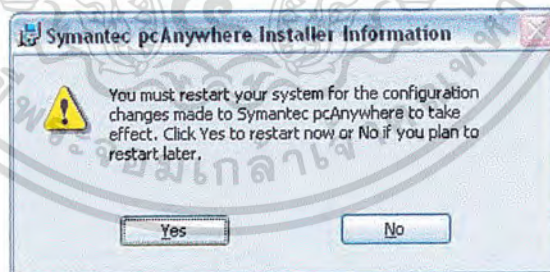 Symantec pcAnywhere Installer Information
You must restart your system for the configuration
changes made to Symantec pcAnywhere to take
effect. Click Yes to restart now or No if you plan to
restart later.
Yes
No